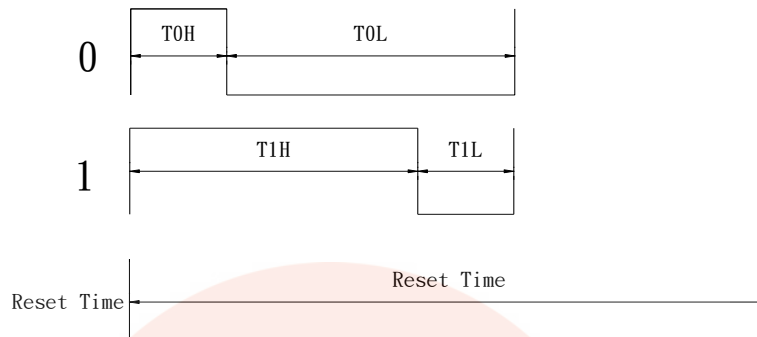 T0H T0L
0
T1H T1L
1
Reset Time
Reset Time